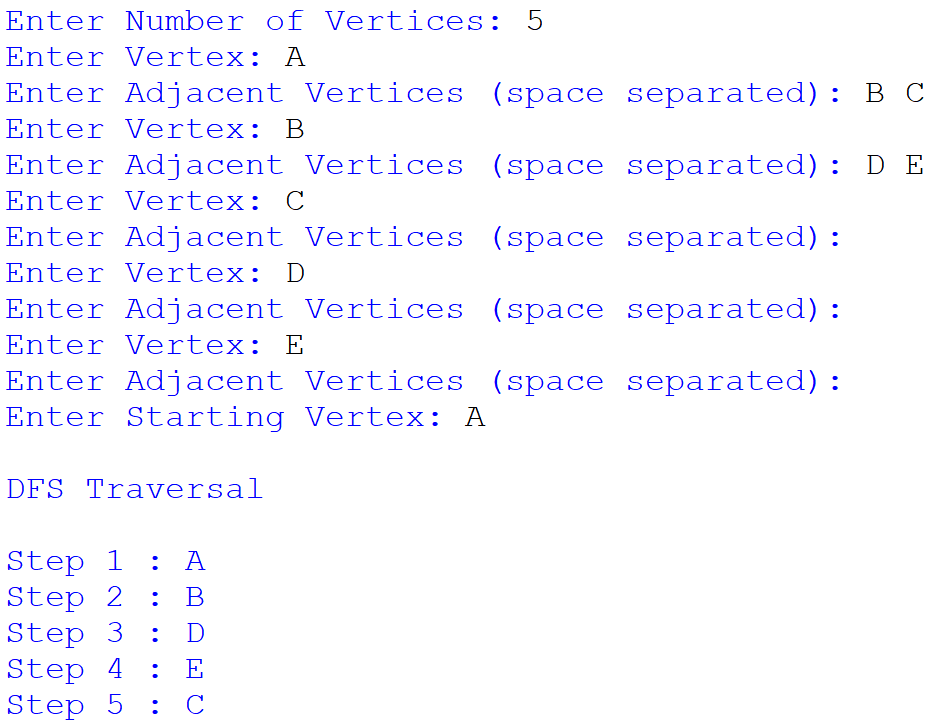 Enter Number of Vertices: 5
Enter Vertex: A
Enter Adjacent Vertices (space separated): B C
Enter Vertex: B
Enter Adjacent Vertices (space separated): D E
Enter Vertex: C
Enter Adjacent Vertices (space separated):
Enter Vertex: D
Enter Adjacent Vertices (space separated):
Enter Vertex: E
Enter Adjacent Vertices (space separated):
Enter Starting Vertex: A
DFS Traversal
Step 1 : A
Step 2 : B
Step 3 : D
Step 4 : E
Step 5 : C